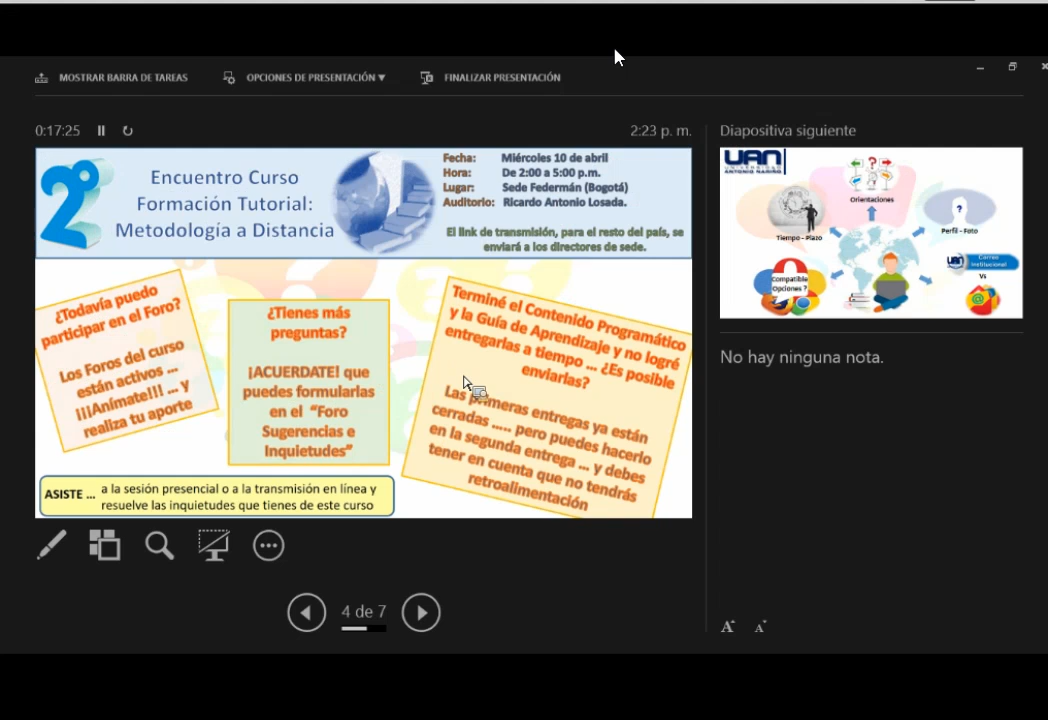 MOSTRAR BARRA DE TAREAS
OPCIONES DE PRESENTACIÓN ▼
FINALIZAR PRESENTACIÓN
0:17:25
2:23 p. m.
Diapositiva siguiente
2º
Encuentro Curso
Formación Tutorial:
Metodología a Distancia
Fecha: Miércoles 10 de abril
Hora: De 2:00 a 5:00 p.m.
Lugar: Sede Federmán (Bogotá)
Auditorio: Ricardo Antonio Losada.
El link de transmisión, para el resto del país, se
enviará a los directores de sede.
¿Todavía puedo
participar en el Foro?
Los Foros del curso
están activos ...
¡¡¡Anímate!!! ... y
realiza tu aporte
¿Tienes más
preguntas?
¡ACUERDATE! que
puedes formularlas
en el "Foro
Sugerencias e
Inquietudes"
Terminé el Contenido Programático
y la Guía de Aprendizaje y no logré
entregarlas a tiempo ... ¿Es posible
enviarlas?
Las primeras entregas ya están
cerradas ..... pero puedes hacerlo
en la segunda entrega ... y debes
tener en cuenta que no tendrás
retroalimentación
ASISTE ... a la sesión presencial o a la transmisión en línea y
resuelve las inquietudes que tienes de este curso
UAN
UNIVERSIDAD
ANTONIO NARIÑO
Orientaciones
Tiempo - Plazo
?
Perfil - Foto
Compatible
Opciones ?
UAN Correo
Institucional
Vs
@
No hay ninguna nota.
4 de 7
A A